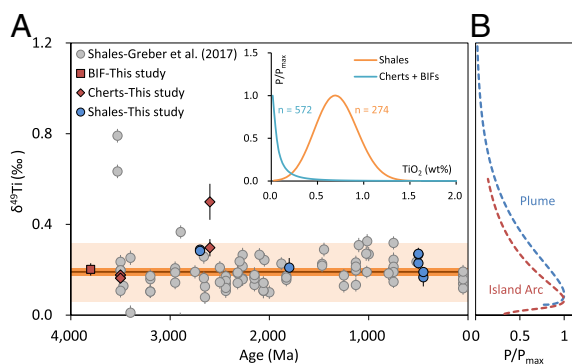 A
B
1.2
0.8
0.4
0.0
δ⁴⁹Ti (‰)
Shales-Greber et al. (2017)
BIF-This study
Cherts-This study
Shales-This study
P/Pmax
1.5
1.0
0.5
0.0
Shales
Cherts + BIFs
n = 572
n = 274
TiO₂ (wt%)
0.0 0.5 1.0 1.5 2.0
Plume
Island Arc
4,000 3,000 2,000 1,000 0
Age (Ma)
0 0.5 1
P/Pmax